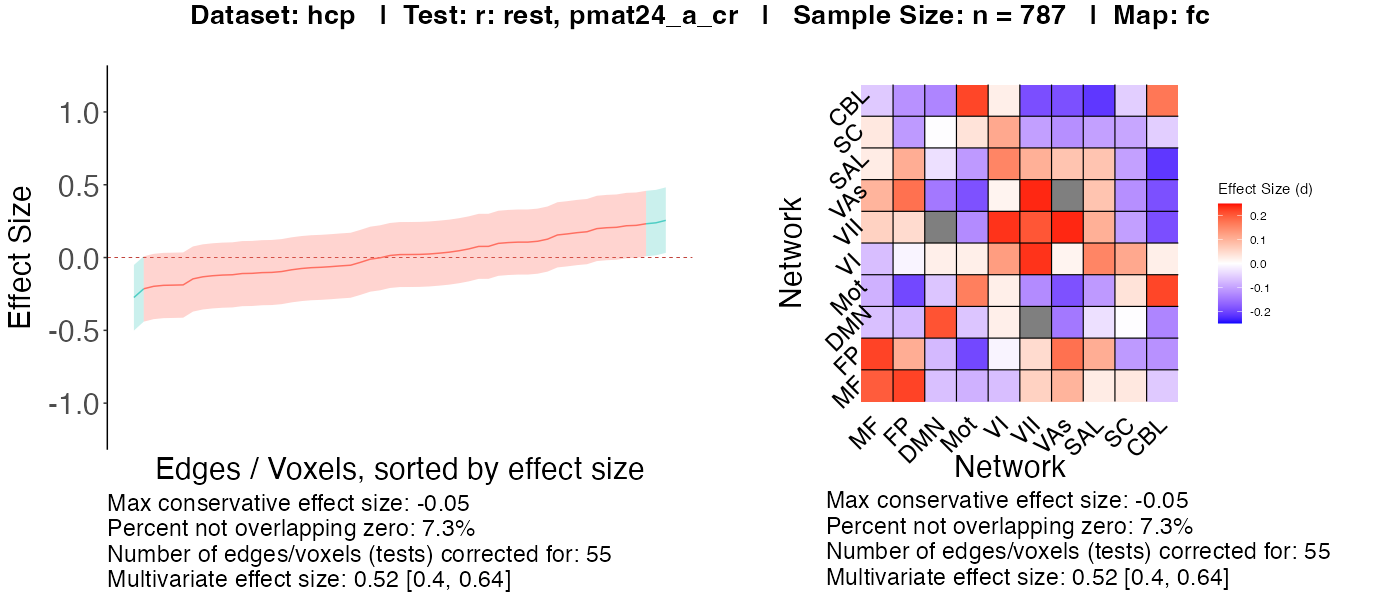 Dataset: hcp | Test: r: rest, pmat24_a_cr | Sample Size: n = 787 | Map: fc
Effect Size
1.0
0.5
0.0
-0.5
-1.0
Edges / Voxels, sorted by effect size
Max conservative effect size: -0.05
Percent not overlapping zero: 7.3%
Number of edges/voxels (tests) corrected for: 55
Multivariate effect size: 0.52 [0.4, 0.64]
Network
CBL
SC
SAL
VAs
VII
VI
Mot
DMN
FP
MF
MF FP DMN Mot VI VII VAs SAL SC CBL
Network
Effect Size (d)
0.2
0.1
0.0
-0.1
-0.2
Max conservative effect size: -0.05
Percent not overlapping zero: 7.3%
Number of edges/voxels (tests) corrected for: 55
Multivariate effect size: 0.52 [0.4, 0.64]